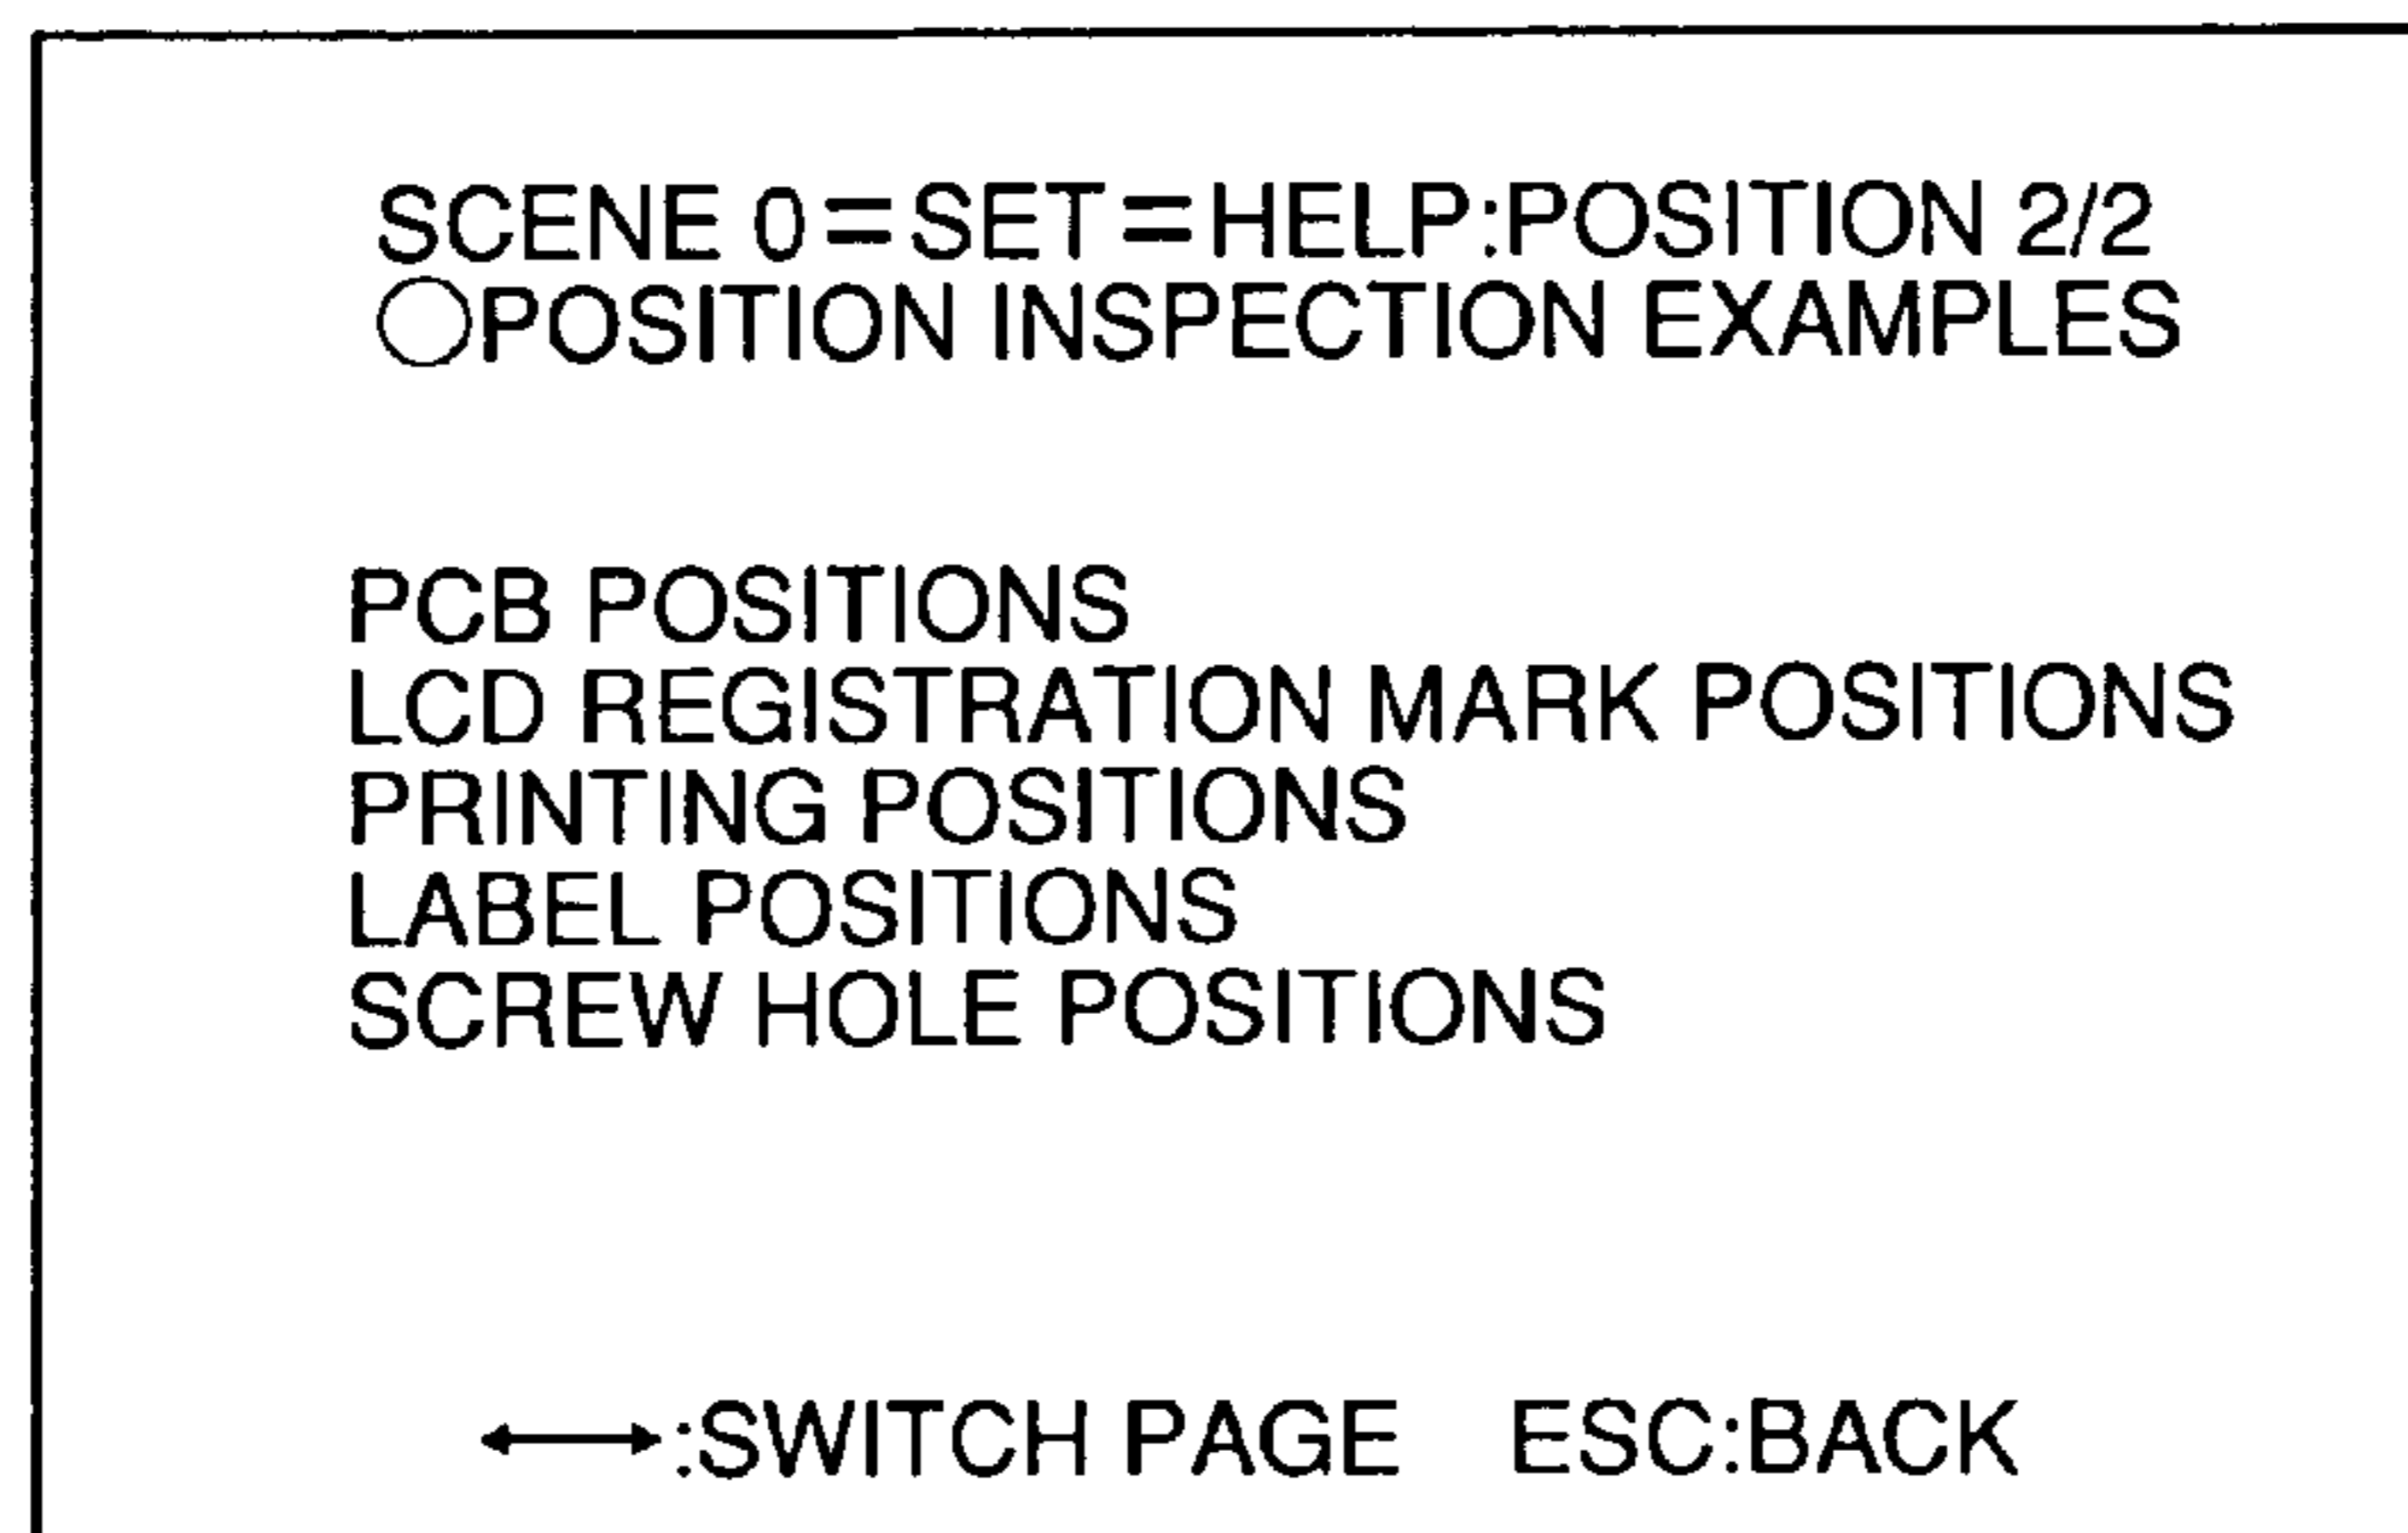 SCENE 0=SET=HELP:POSITION 2/2
○POSITION INSPECTION EXAMPLES
PCB POSITIONS
LCD REGISTRATION MARK POSITIONS
PRINTING POSITIONS
LABEL POSITIONS
SCREW HOLE POSITIONS
↔:SWITCH PAGE ESC:BACK